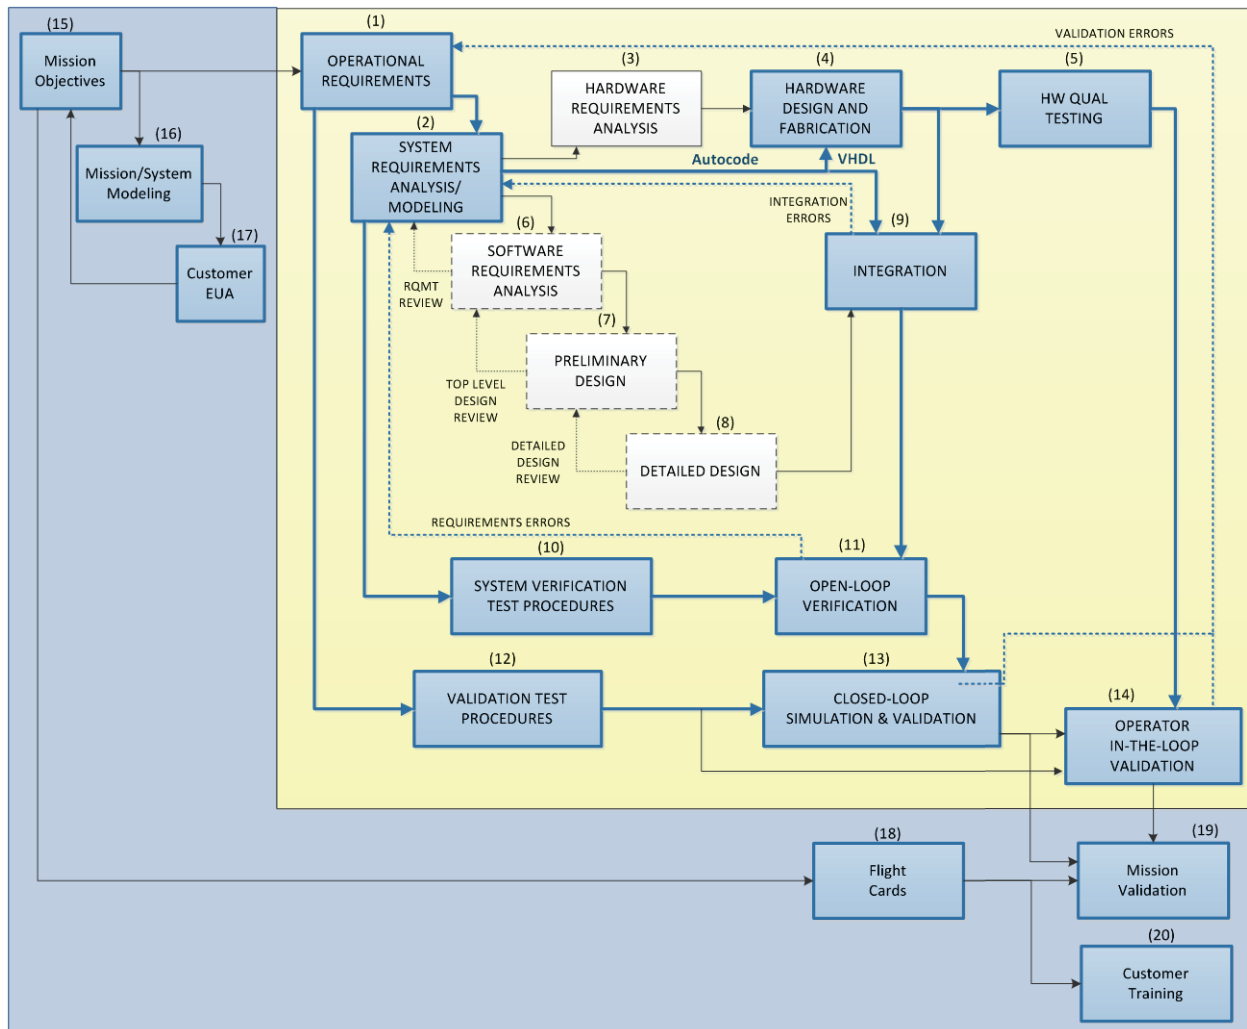 (15)
Mission
Objectives
(16)
Mission/System
Modeling
(17)
Customer
EUA
(1)
OPERATIONAL
REQUIREMENTS
VALIDATION ERRORS
(2)
SYSTEM
REQUIREMENTS
ANALYSIS/
MODELING
(3)
HARDWARE
REQUIREMENTS
ANALYSIS
(4)
HARDWARE
DESIGN AND
FABRICATION
(5)
HW QUAL
TESTING
Autocode
VHDL
INTEGRATION
ERRORS
(6)
SOFTWARE
REQUIREMENTS
ANALYSIS
RQMT
REVIEW
(9)
INTEGRATION
(7)
PRELIMINARY
DESIGN
TOP LEVEL
DESIGN
REVIEW
(8)
DETAILED DESIGN
DETAILED
DESIGN
REVIEW
REQUIREMENTS ERRORS
(10)
SYSTEM VERIFICATION
TEST PROCEDURES
(11)
OPEN-LOOP
VERIFICATION
(12)
VALIDATION TEST
PROCEDURES
(13)
CLOSED-LOOP
SIMULATION & VALIDATION
(14)
OPERATOR
IN-THE-LOOP
VALIDATION
(18)
Flight
Cards
(19)
Mission
Validation
(20)
Customer
Training